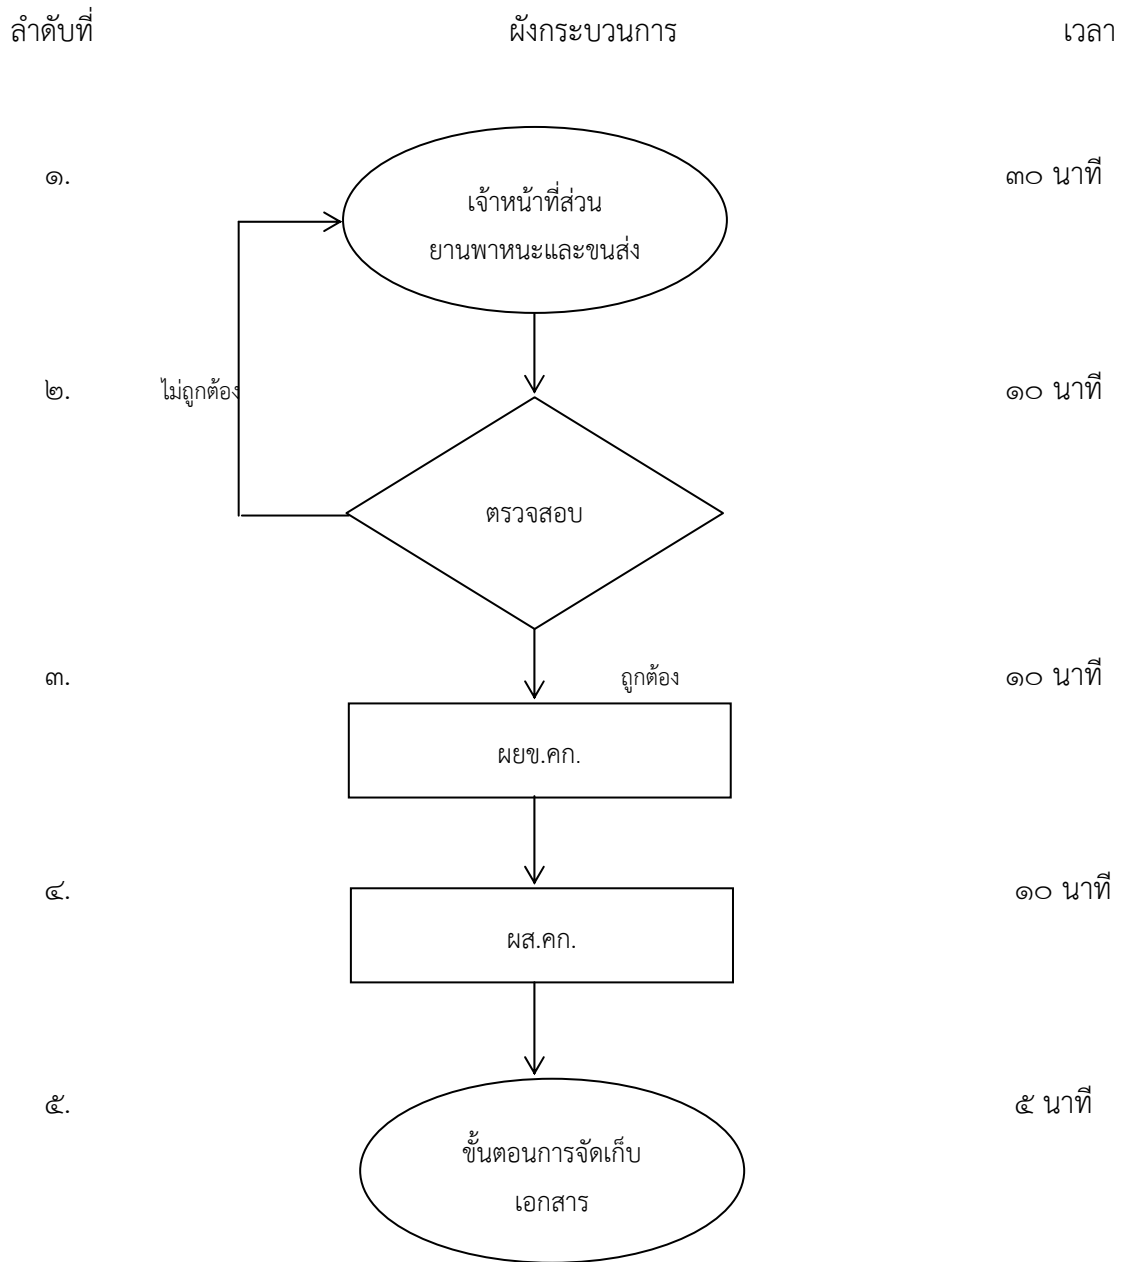 ลำดับที่ ผังกระบวนการ เวลา
๑. ๓๐ นาที
เจ้าหน้าที่ส่วน
ยานพาหนะและขนส่ง
๒. ไม่ถูกต้อง ๑๐ นาที
ตรวจสอบ
๓. ถูกต้อง ๑๐ นาที
ผยข.คก.
๔. ๑๐ นาที
ผส.คก.
๕. ๕ นาที
ขั้นตอนการจัดเก็บ
เอกสาร